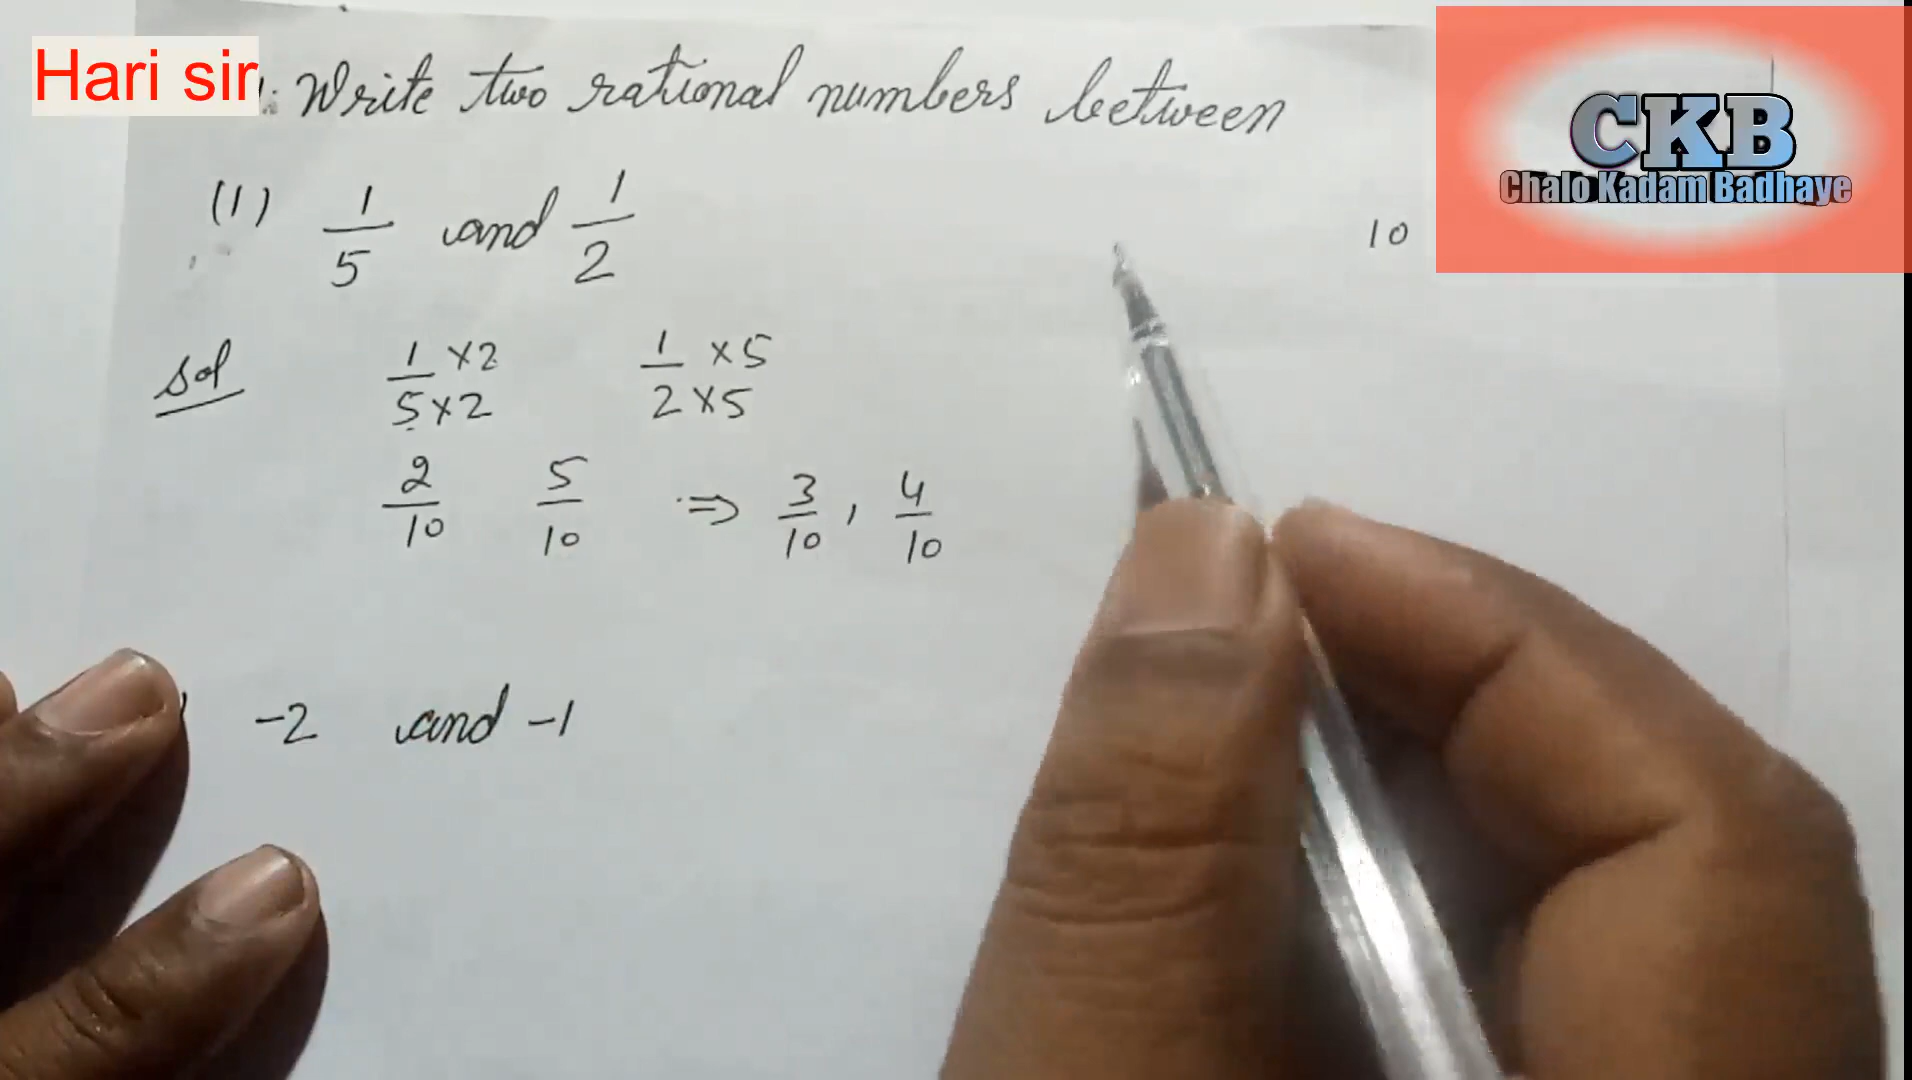 Hari sir
Write two rational numbers between
(1) 1/5 and 1/2
10
Sol 1×2/5×2 1×5/2×5
2/10 5/10 ⇒ 3/10, 4/10
-2 and -1
CKB
Chalo Kadam Badhaye